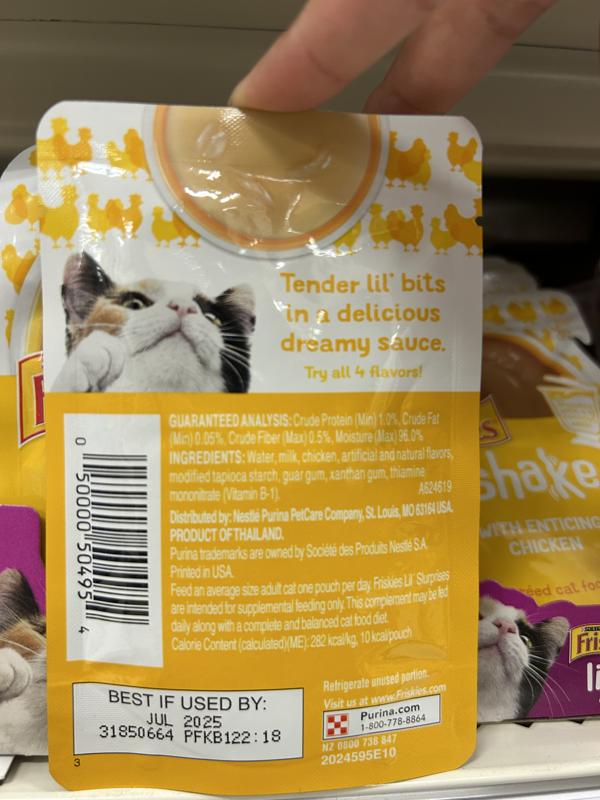 Tender lil' bits
in a delicious
dreamy sauce.
Try all 4 flavors!
GUARANTEED ANALYSIS: Crude Protein (Min) 1.0%, Crude Fat
(Min) 0.05%, Crude Fiber (Max) 0.5%, Moisture (Max) 96.0%
INGREDIENTS: Water, milk, chicken, artificial and natural flavors,
modified tapioca starch, guar gum, xanthan gum, thiamine
mononitrate (Vitamin B-1).
A624619
Distributed by: Nestlé Purina PetCare Company, St. Louis, MO 63164 USA.
PRODUCT OF THAILAND.
Purina trademarks are owned by Société des Produits Nestlé S.A.
Printed in USA.
Feed an average size adult cat one pouch per day. Friskies Lil' Slurprises
are intended for supplemental feeding only. This complement may be fed
daily along with a complete and balanced cat food diet.
Calorie Content (calculated)(ME): 282 kcal/kg, 10 kcal/pouch
0 50000 50495 4
BEST IF USED BY:
JUL 2025
31850664 PFKB122:18
3
Refrigerate unused portion.
Visit us at www.Friskies.com
Purina.com
1-800-778-8864
NZ 0800 738 847
2024595E10
shake
WITH ENTICING
CHICKEN
cat foo
Fris
li